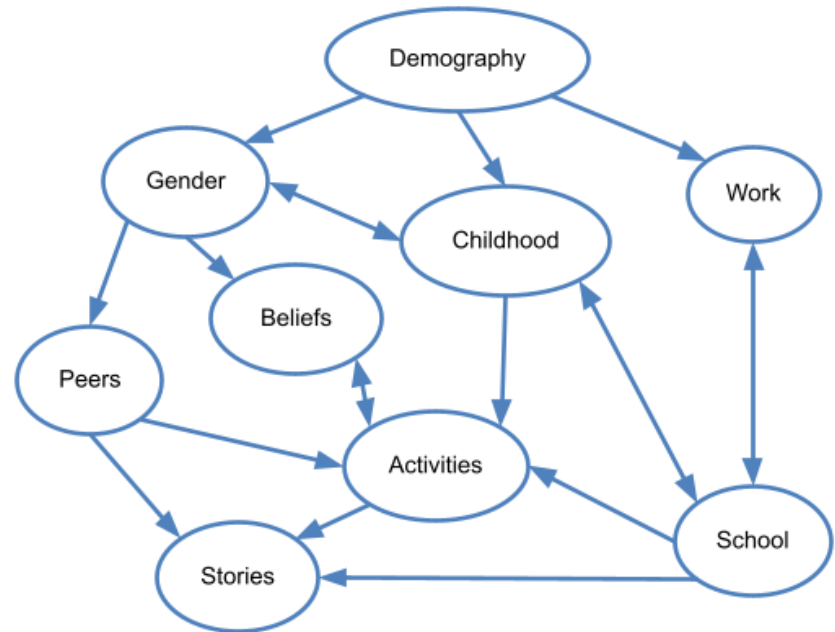 Demography
Gender
Work
Childhood
Beliefs
Peers
Activities
School
Stories